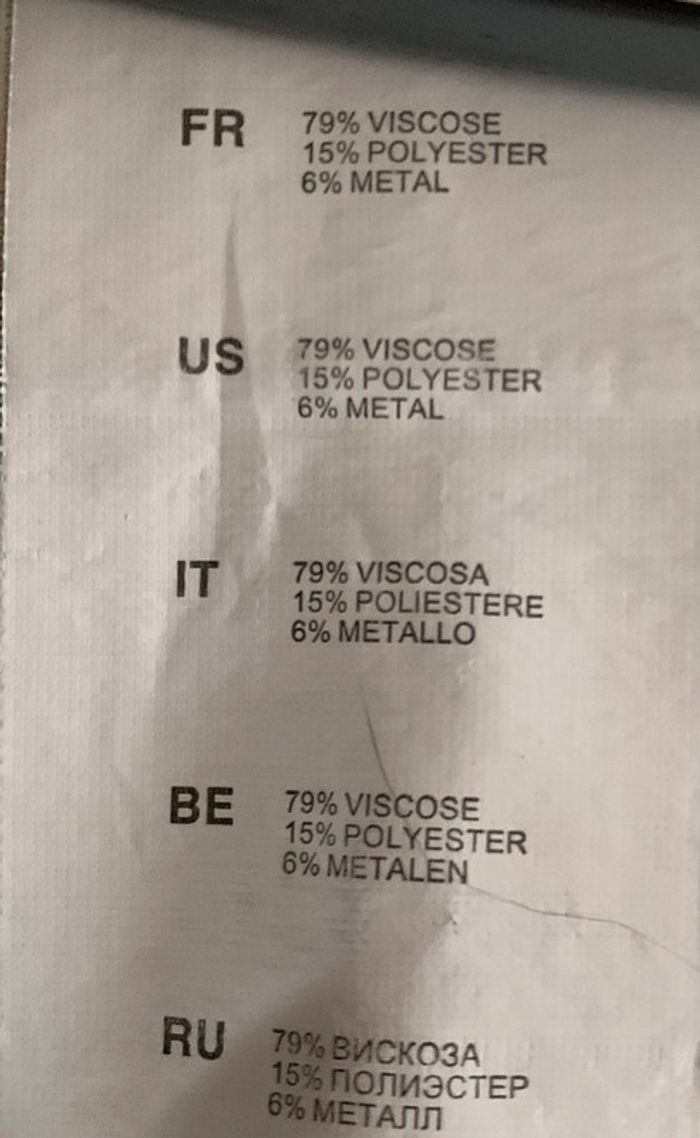 FR 79% VISCOSE
15% POLYESTER
6% METAL
US 79% VISCOSE
15% POLYESTER
6% METAL
IT 79% VISCOSA
15% POLIESTERE
6% METALLO
BE 79% VISCOSE
15% POLYESTER
6% METALEN
RU 79% ВИСКОЗА
15% ПОЛИЭСТЕР
6% МЕТАЛЛ